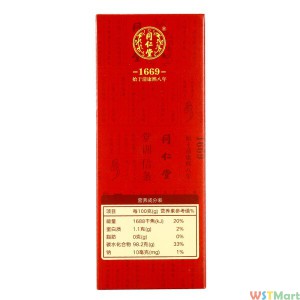 同仁堂
1669
始于清康熙八年
同仁堂
1669
营养成分表
项目 每100克(g) 营养素参考值%
能量 1688千焦(kJ) 20%
蛋白质 1.1克(g) 2%
脂肪 0克(g) 0%
碳水化合物 98.2克(g) 33%
钠 10毫克(mg) 1%
WSTMart